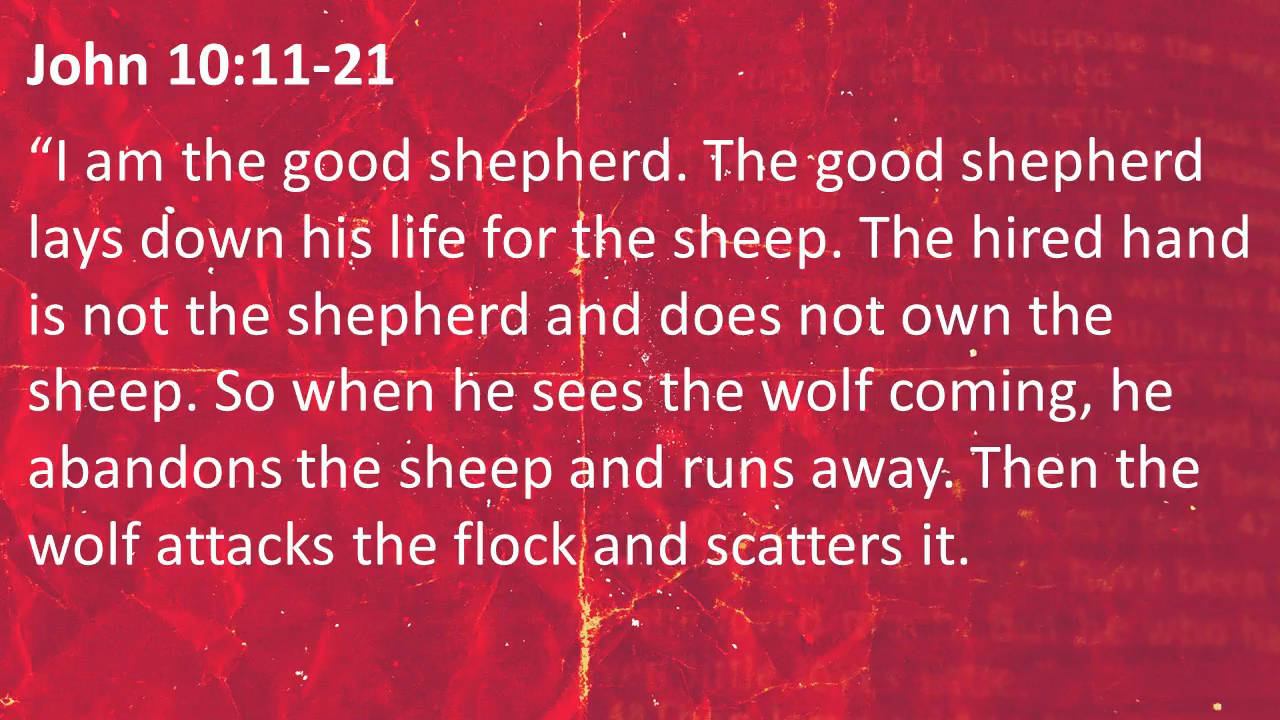 John 10:11-21
“I am the good shepherd. The good shepherd
lays down his life for the sheep. The hired hand
is not the shepherd and does not own the
sheep. So when he sees the wolf coming, he
abandons the sheep and runs away. Then the
wolf attacks the flock and scatters it.